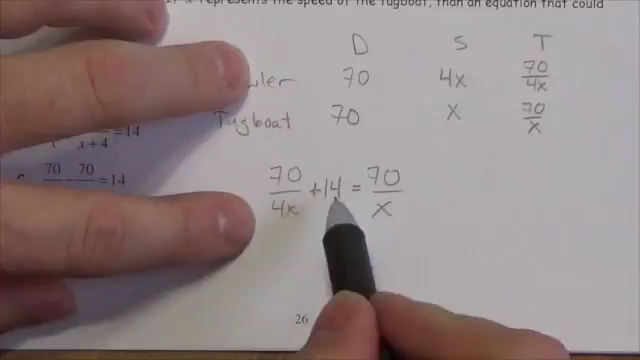 represents the speed of the tugboat, than an equation that could
D S T
70 4x 70/4x
Tugboat 70 x 70/x
x x+4 =14
70/4x +14 = 70/x
70 70 =14
26